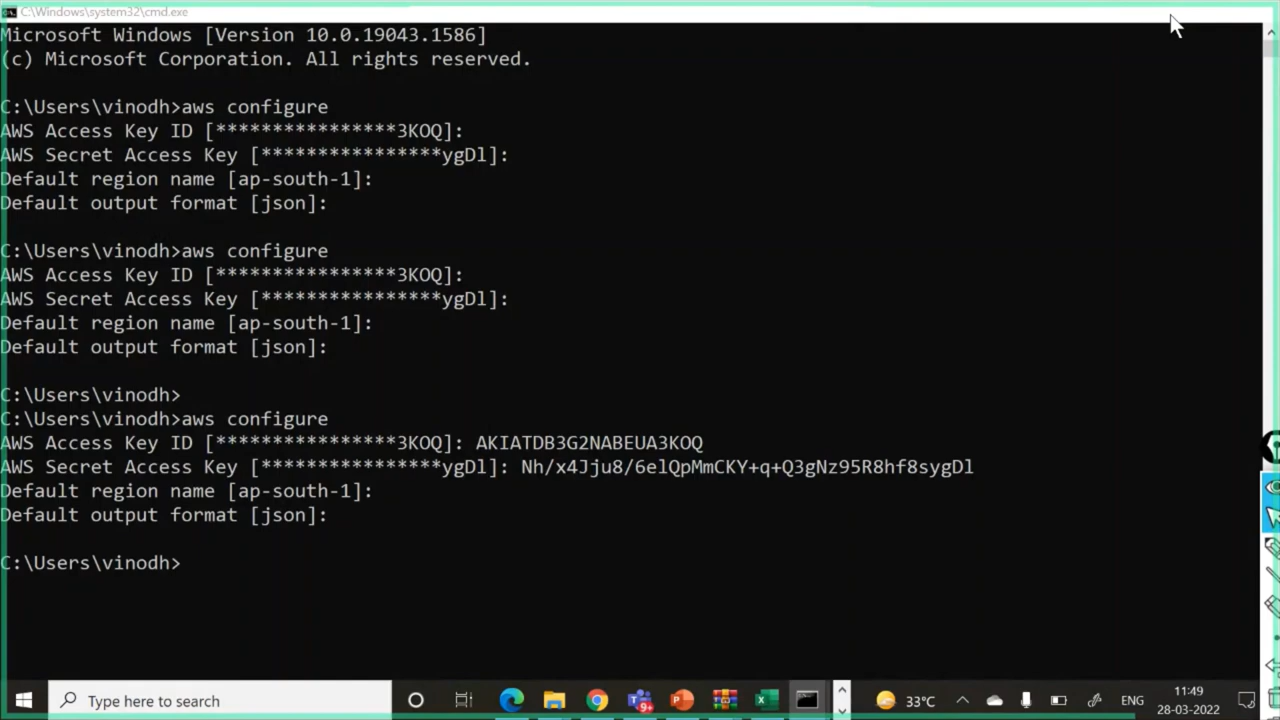 C:\Windows\system32\cmd.exe
Microsoft Windows [Version 10.0.19043.1586]
(c) Microsoft Corporation. All rights reserved.
C:\Users\vinodh>aws configure
AWS Access Key ID [****************3KOQ]:
AWS Secret Access Key [****************ygDl]:
Default region name [ap-south-1]:
Default output format [json]:
C:\Users\vinodh>aws configure
AWS Access Key ID [****************3KOQ]:
AWS Secret Access Key [****************ygDl]:
Default region name [ap-south-1]:
Default output format [json]:
C:\Users\vinodh>
C:\Users\vinodh>aws configure
AWS Access Key ID [****************3KOQ]: AKIATDB3G2NABEUA3KOQ
AWS Secret Access Key [****************ygDl]: 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
Default region name [ap-south-1]:
Default output format [json]:
C:\Users\vinodh>
Type here to search
9+
33°C
ENG
11:49
28-03-2022